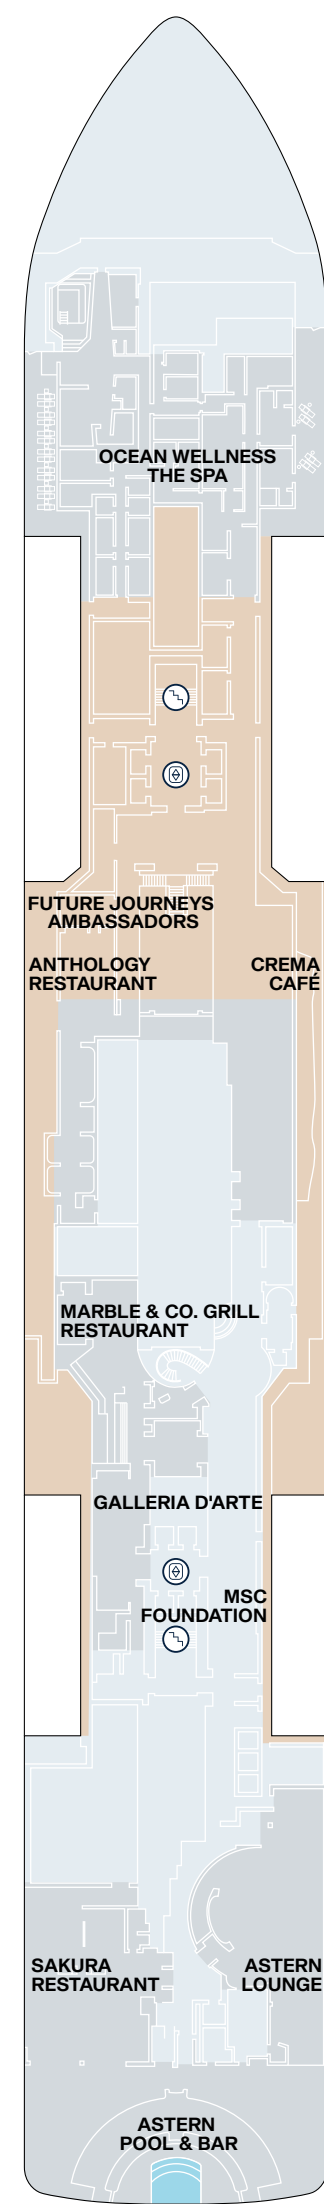 OCEAN WELLNESS
THE SPA
FUTURE JOURNEYS
AMBASSADORS
ANTHOLOGY
RESTAURANT
CREMA
CAFÉ
MARBLE & CO. GRILL
RESTAURANT
GALLERIA D'ARTE
MSC
FOUNDATION
SAKURA
RESTAURANT
ASTERN
LOUNGE
ASTERN
POOL & BAR